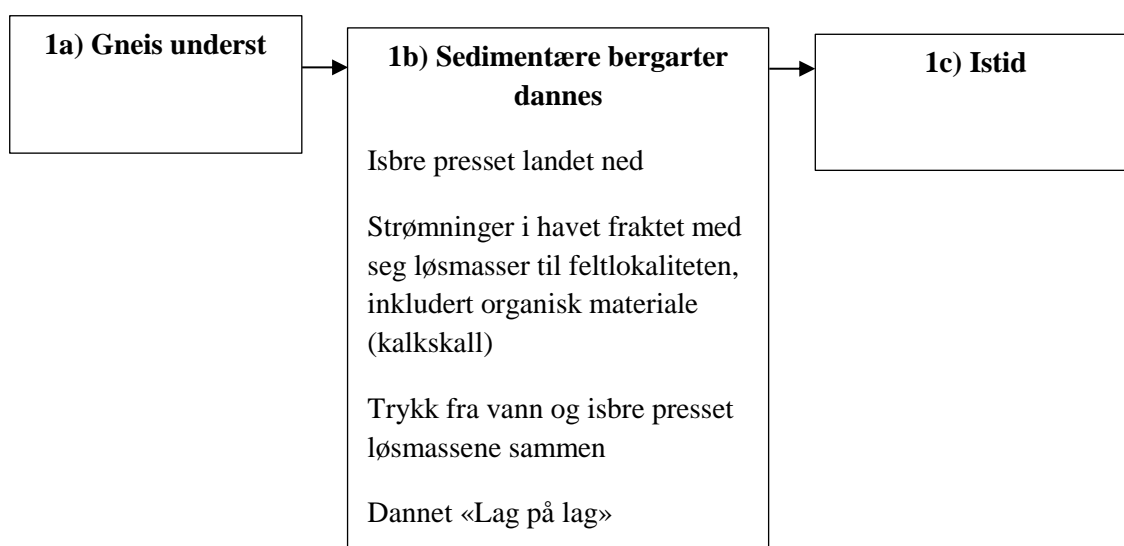 1a) Gneis underst
1b) Sedimentære bergarter
dannes
Isbre presset landet ned
Strømninger i havet fraktet med
seg løsmasser til feltlokaliteten,
inkludert organisk materiale
(kalkskall)
Trykk fra vann og isbre presset
løsmassene sammen
Dannet «Lag på lag»
1c) Istid